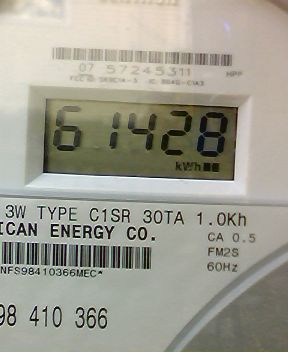 07 57245311 HPP
61428
kWh
3W TYPE C1SR 30TA 1.0Kh
ICAN ENERGY CO.
CA 0.5
FM2S
60Hz
NFS98410366MEC*
98 410 366